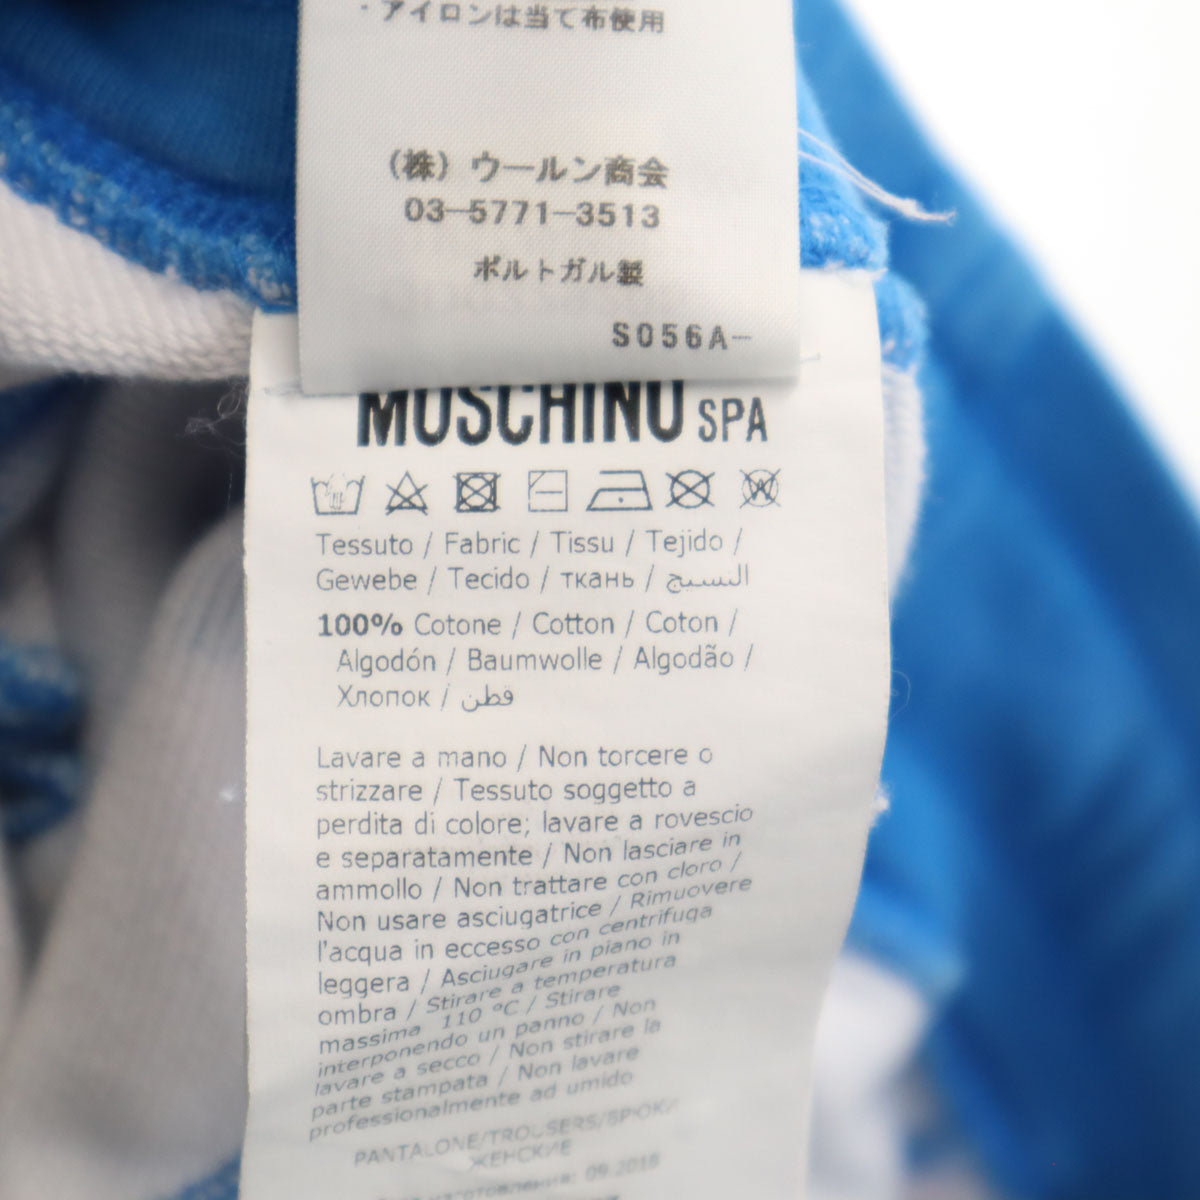 ・アイロンは当て布使用
(株) ウールン商会
03-5771-3513
ポルトガル製
S056A-
MOSCHINO SPA
Tessuto / Fabric / Tissu / Tejido /
Gewebe / Tecido / ткань / النسيج
100% Cotone / Cotton / Coton /
Algodón / Baumwolle / Algodão /
Хлопок / قطن
Lavare a mano / Non torcere o
strizzare / Tessuto soggetto a
perdita di colore; lavare a rovescio
e separatamente / Non lasciare in
ammollo / Non trattare con cloro /
Non usare asciugatrice / Rimuovere
l'acqua in eccesso con centrifuga
leggera / Asciugare in piano in
ombra / Stirare a temperatura
massima 110 °C / Stirare
interponendo un panno / Non
lavare a secco / Non stirare la
parte stampata / Non lavare
professionalmente ad umido
PANTALONE/TROUSERS/БРЮКИ
ЖЕНСКИЕ
изготовления: 09.2018